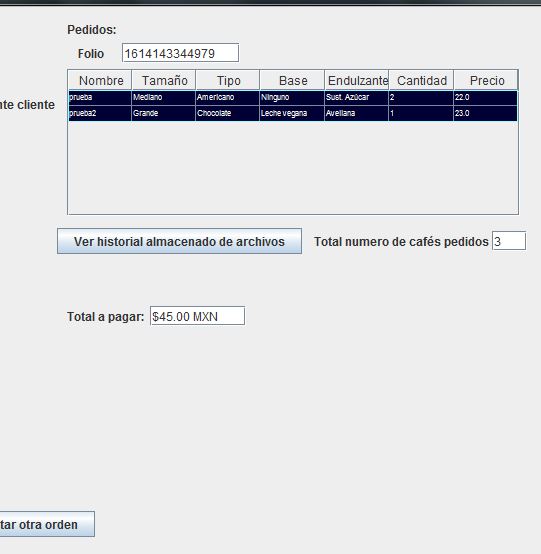 Pedidos:
Folio 1614143344979
Nombre Tamaño Tipo Base Endulzante Cantidad Precio
prueba Mediano Americano Ninguno Sust. Azúcar 2 22.0
prueba2 Grande Chocolate Leche vegana Avellana 1 23.0
nte cliente
Ver historial almacenado de archivos Total numero de cafés pedidos 3
Total a pagar: $45.00 MXN
tar otra orden